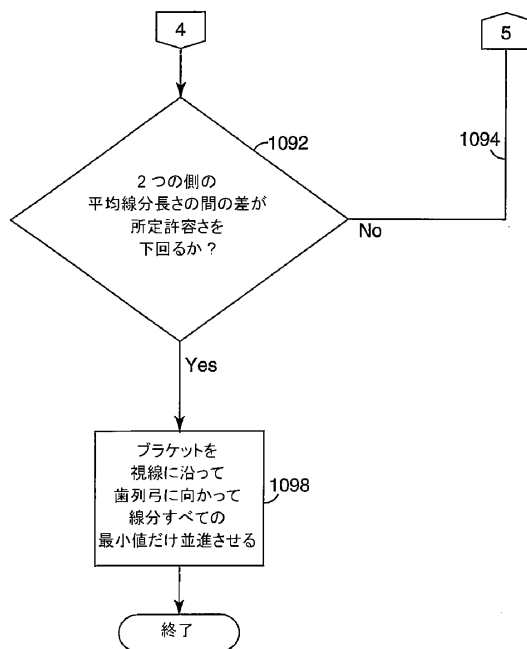 4
5
1092
1094
2つの側の
平均線分長さの間の差が
所定許容さを
下回るか？
No
Yes
ブラケットを
視線に沿って
歯列弓に向かって
線分すべての
最小値だけ並進させる
1098
終了